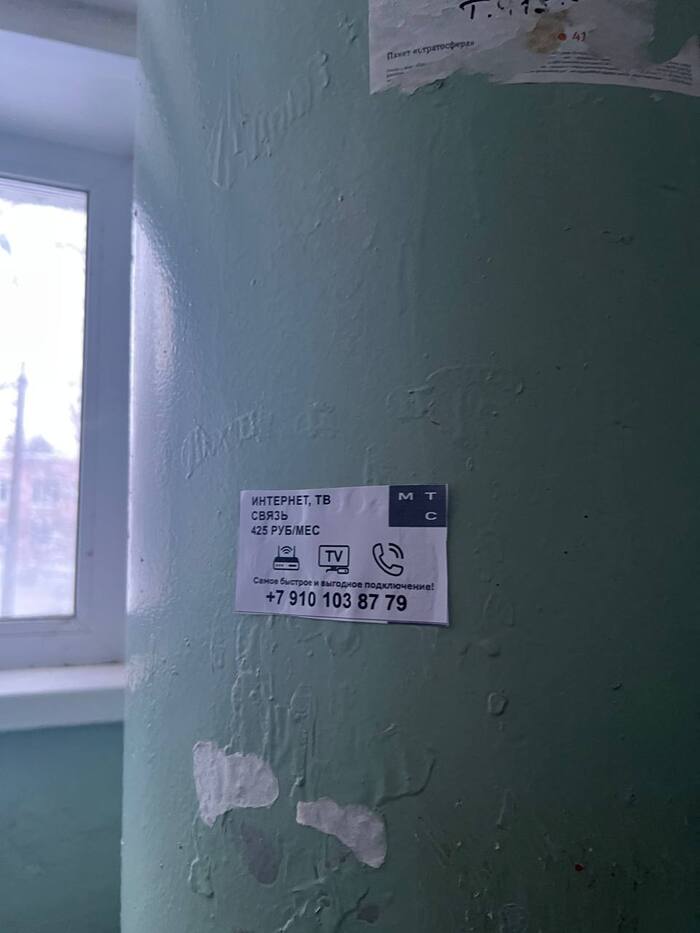 Пакет «стратосфера»
41
ИНТЕРНЕТ, ТВ
СВЯЗЬ
425 РУБ/МЕС
М Т
С
TV
Самое быстрое и выгодное подключение!
+7 910 103 87 79